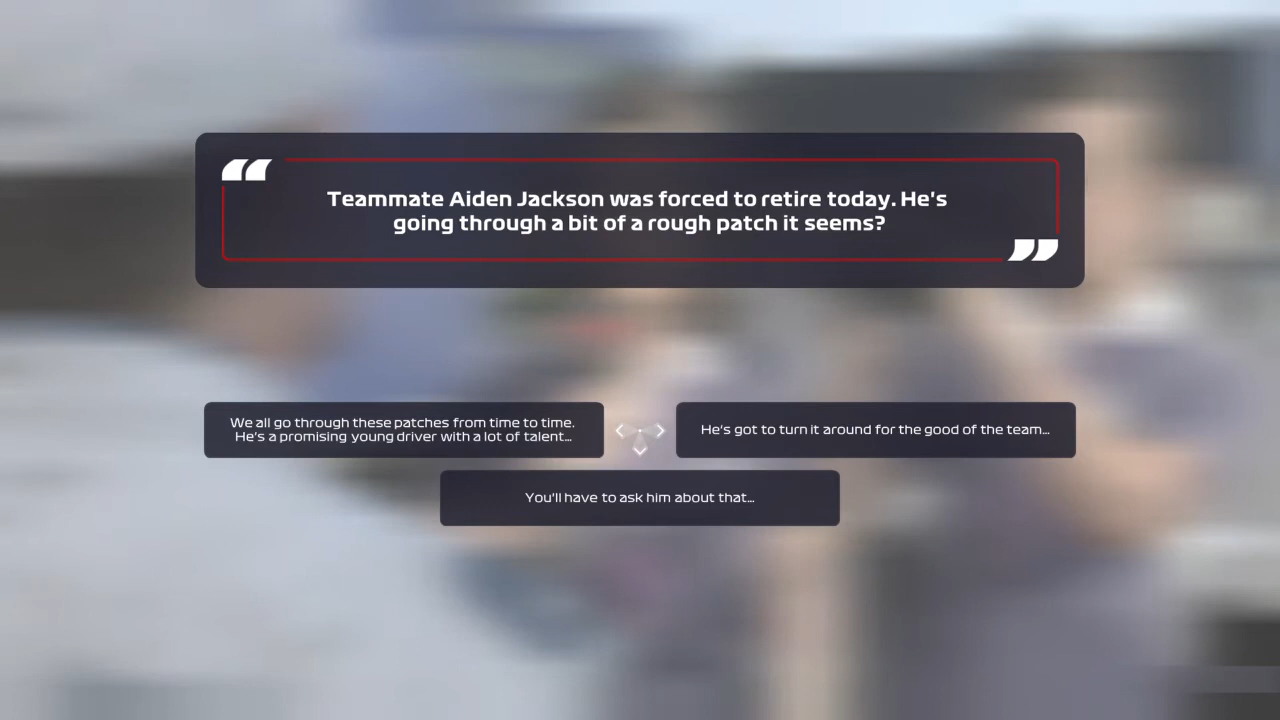 Teammate Aiden Jackson was forced to retire today. He's
going through a bit of a rough patch it seems?
We all go through these patches from time to time.
He's a promising young driver with a lot of talent...
He's got to turn it around for the good of the team...
You'll have to ask him about that...